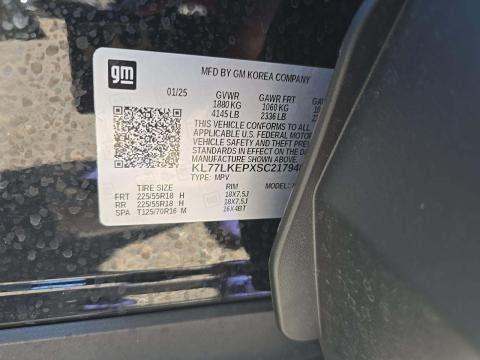 gm
MFD BY GM KOREA COMPANY
01/25
GVWR GAWR FRT
1880 KG 1060 KG
4145 LB 2336 LB
THIS VEHICLE CONFORMS TO ALL
APPLICABLE U.S. FEDERAL MOTOR
VEHICLE SAFETY AND THEFT PREV
STANDARDS IN EFFECT ON THE DA
MANUFACTURE SHOWN ABOVE.
KL77LKEPXSC21794
TYPE: MPV
TIRE SIZE RIM MODEL:
FRT 225/55R18 H 18X7.5J
RR 225/55R18 H 18X7.5J
SPA T125/70R16 M 16X4BT